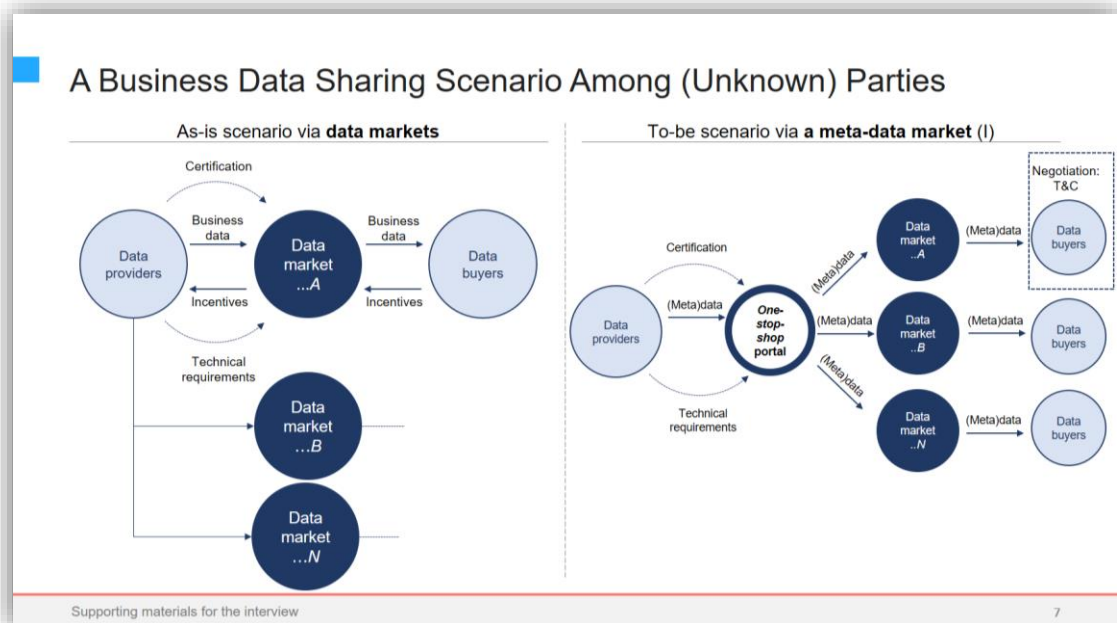 A Business Data Sharing Scenario Among (Unknown) Parties
As-is scenario via data markets
Certification
Data
providers
Business
data
Incentives
Data
market
...A
Business
data
Incentives
Data
buyers
Technical
requirements
Data
market
...B
Data
market
...N
To-be scenario via a meta-data market (I)
Data
providers
Certification
(Meta)data
Technical
requirements
One-
stop-
shop
portal
(Meta)data
(Meta)data
(Meta)data
Data
market
..A
(Meta)data
Negotiation:
T&C
Data
buyers
Data
market
..B
(Meta)data
Data
buyers
Data
market
..N
(Meta)data
Data
buyers
Supporting materials for the interview
7